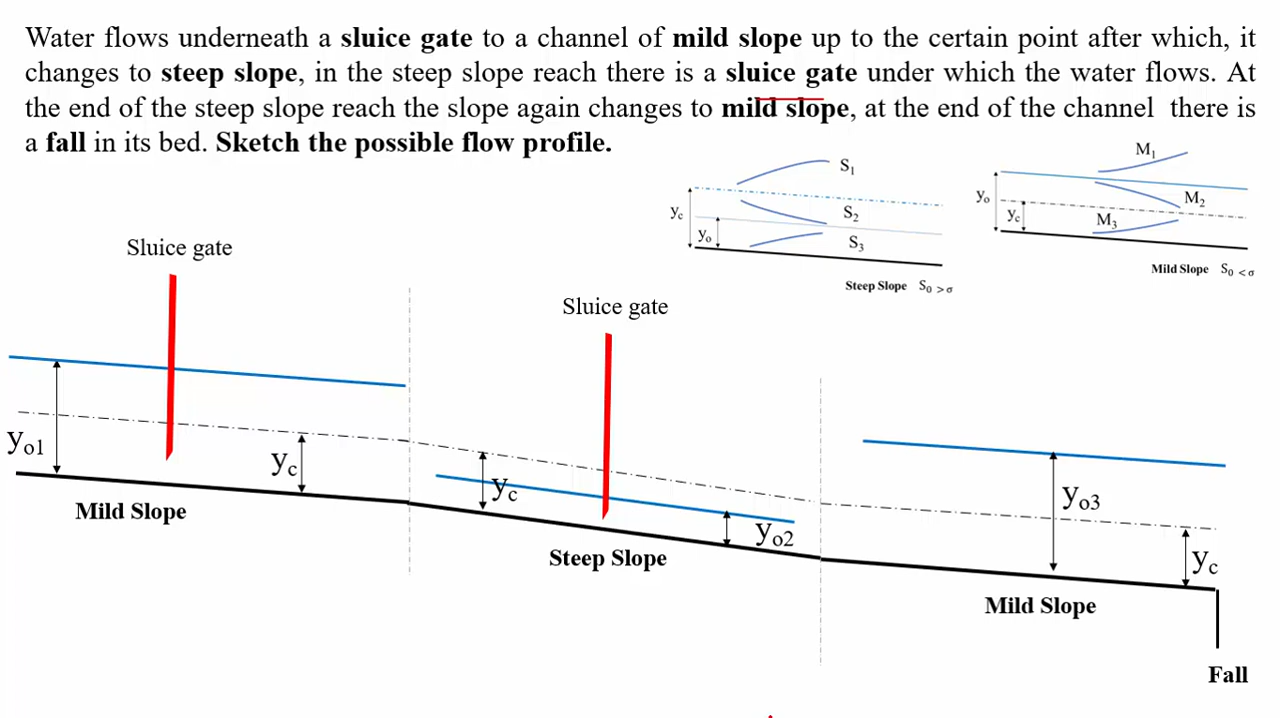 Water flows underneath a sluice gate to a channel of mild slope up to the certain point after which, it
changes to steep slope, in the steep slope reach there is a sluice gate under which the water flows. At
the end of the steep slope reach the slope again changes to mild slope, at the end of the channel there is
a fall in its bed. Sketch the possible flow profile.
M1
S1
yo
M2
yc
S2
yc
M3
yo
S3
Mild Slope S0 <σ
Steep Slope S0 >σ
Sluice gate
Sluice gate
yo1
yc
yc
yo3
Mild Slope
yo2
Steep Slope
yc
Mild Slope
Fall